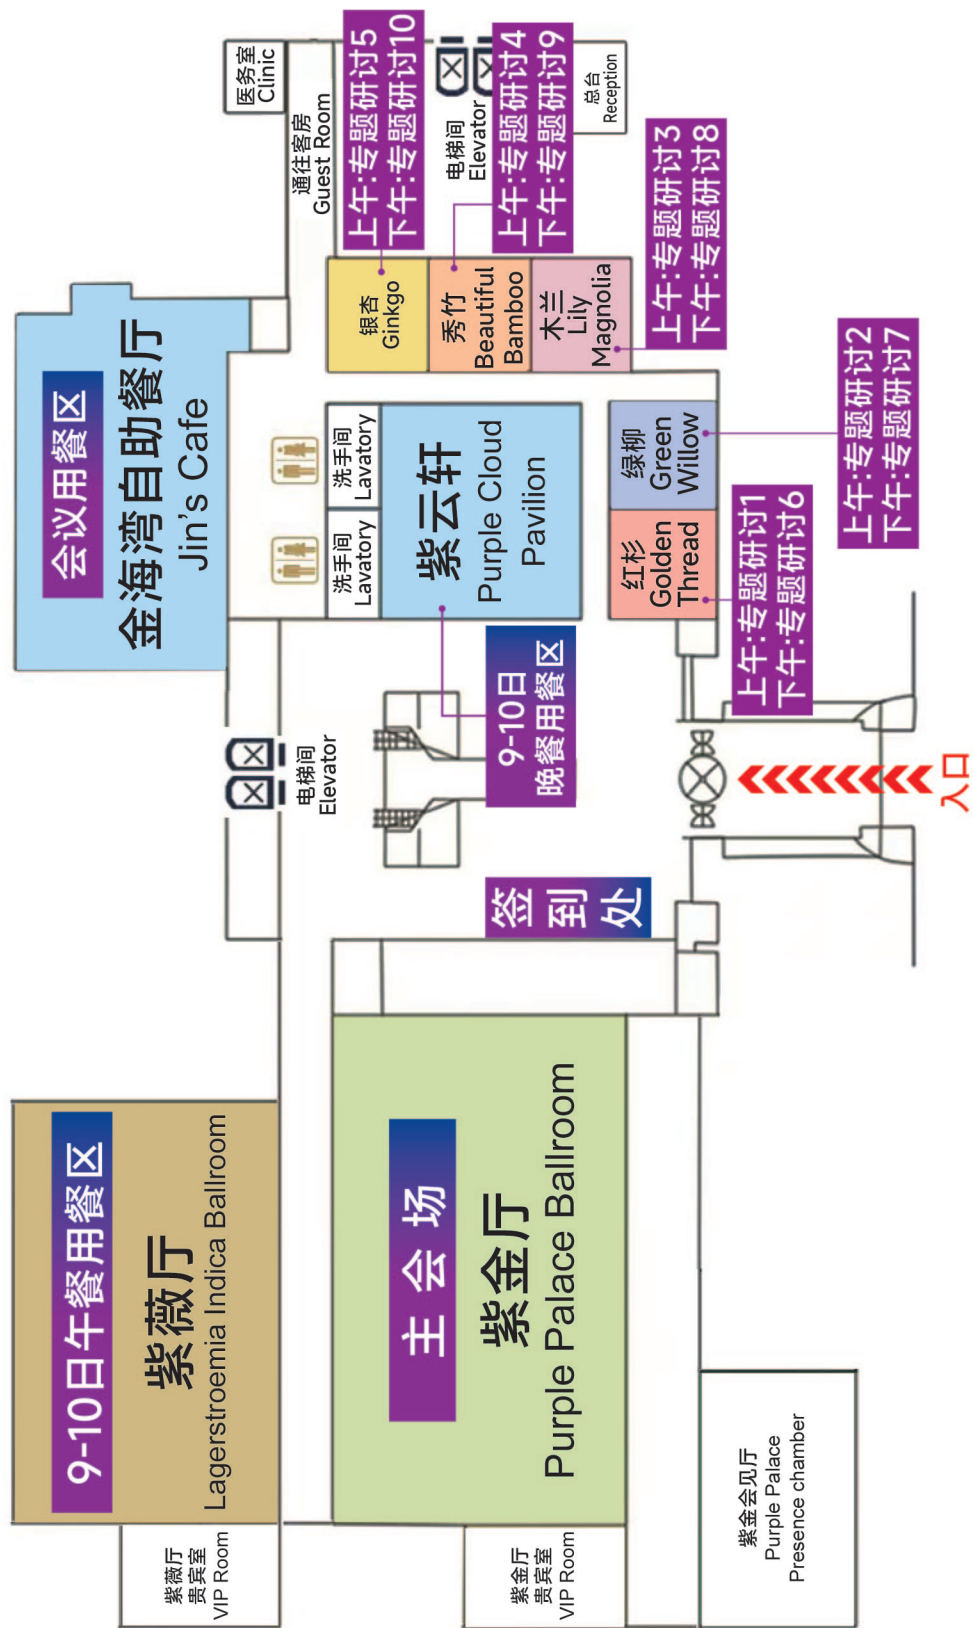 9-10日午餐用餐区
紫薇厅
Lagerstroemia Indica Ballroom
紫薇厅
贵宾室
VIP Room
会议用餐区
金海湾自助餐厅
Jin's Cafe
医务室
Clinic
通往客房
Guest Room
上午:专题研讨5
下午:专题研讨10
电梯间
Elevator
上午:专题研讨4
下午:专题研讨9
总台
Reception
银杏
Ginkgo
秀竹
Beautiful
Bamboo
木兰
Lily
Magnolia
上午:专题研讨3
下午:专题研讨8
洗手间
Lavatory
洗手间
Lavatory
紫云轩
Purple Cloud
Pavilion
绿柳
Green
Willow
红杉
Golden
Thread
上午:专题研讨2
下午:专题研讨7
上午:专题研讨1
下午:专题研讨6
9-10日
晚餐用餐区
电梯间
Elevator
签到处
入口
主会场
紫金厅
Purple Palace Ballroom
紫金厅
贵宾室
VIP Room
紫金会见厅
Purple Palace
Presence chamber